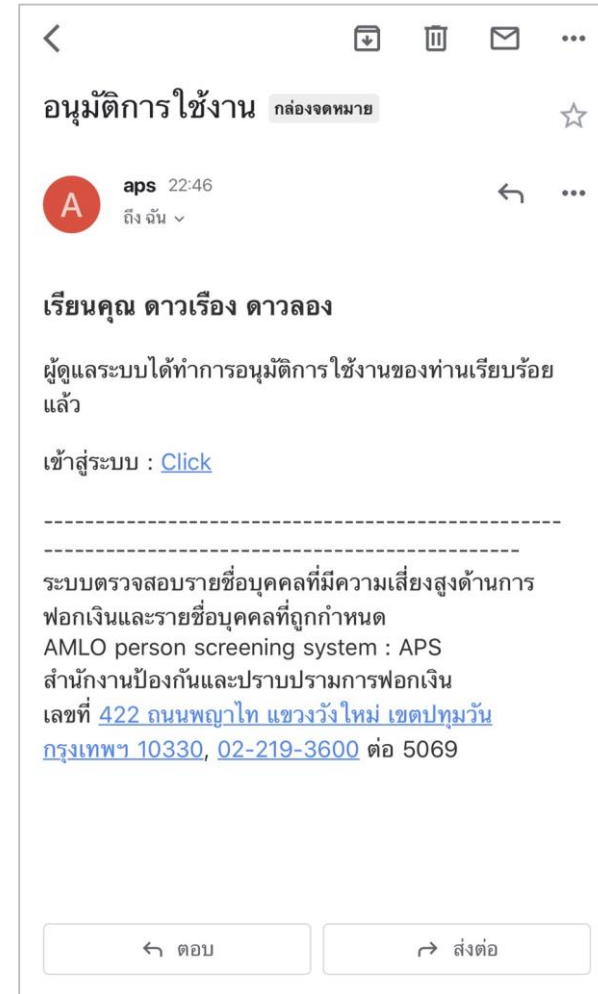 อนุมัติการใช้งาน กล่องจดหมาย
A
aps 22:46
ถึง ฉัน
เรียนคุณ ดาวเรือง ดาวลอง
ผู้ดูแลระบบได้ทำการอนุมัติการใช้งานของท่านเรียบร้อย
แล้ว
เข้าสู่ระบบ : Click
--------------------------------------------------
----------------------------------------------
ระบบตรวจสอบรายชื่อบุคคลที่มีความเสี่ยงสูงด้านการ
ฟอกเงินและรายชื่อบุคคลที่ถูกกำหนด
AMLO person screening system : APS
สำนักงานป้องกันและปราบปรามการฟอกเงิน
เลขที่ 422 ถนนพญาไท แขวงวังใหม่ เขตปทุมวัน
กรุงเทพฯ 10330, 02-219-3600 ต่อ 5069
ตอบ
ส่งต่อ